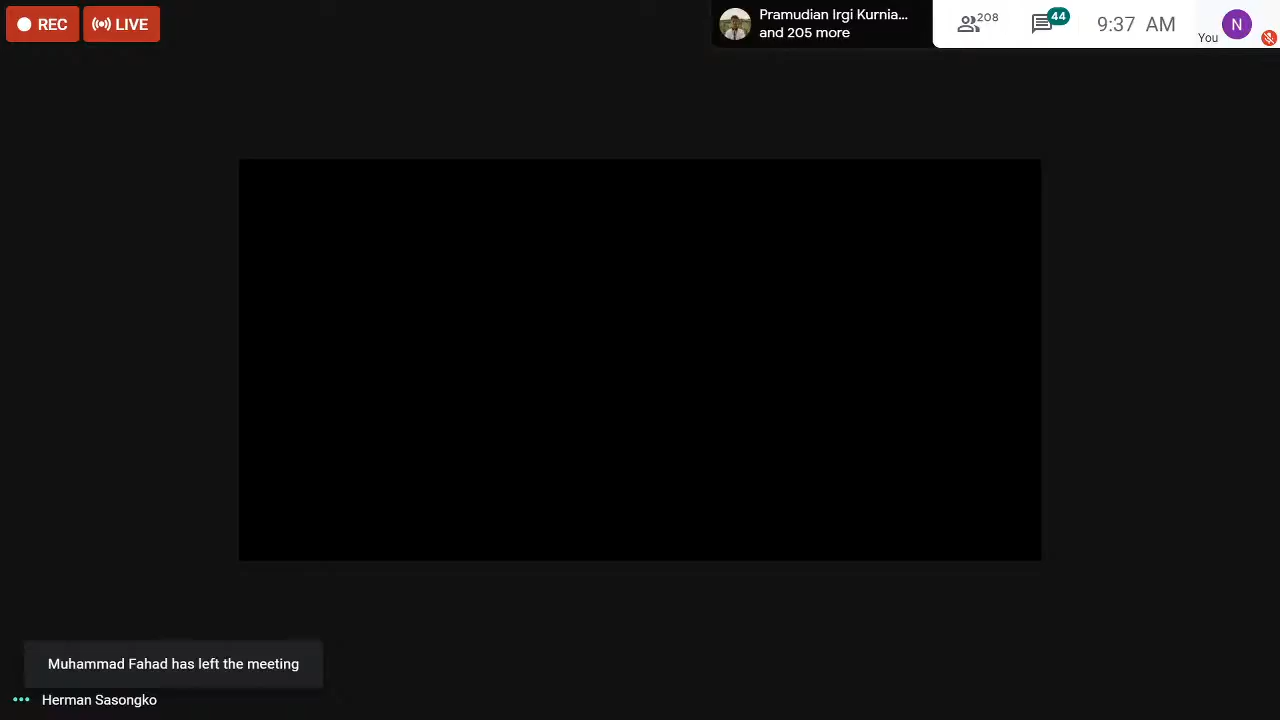 REC
LIVE
Pramudian Irgi Kurnia...
and 205 more
208
44
9:37 AM
You
N
Muhammad Fahad has left the meeting
Herman Sasongko